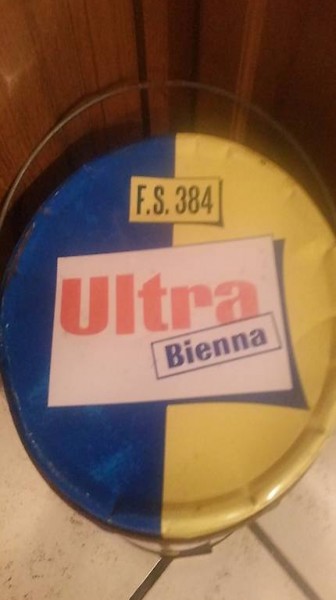 F.S. 384
Ultra
Bienna